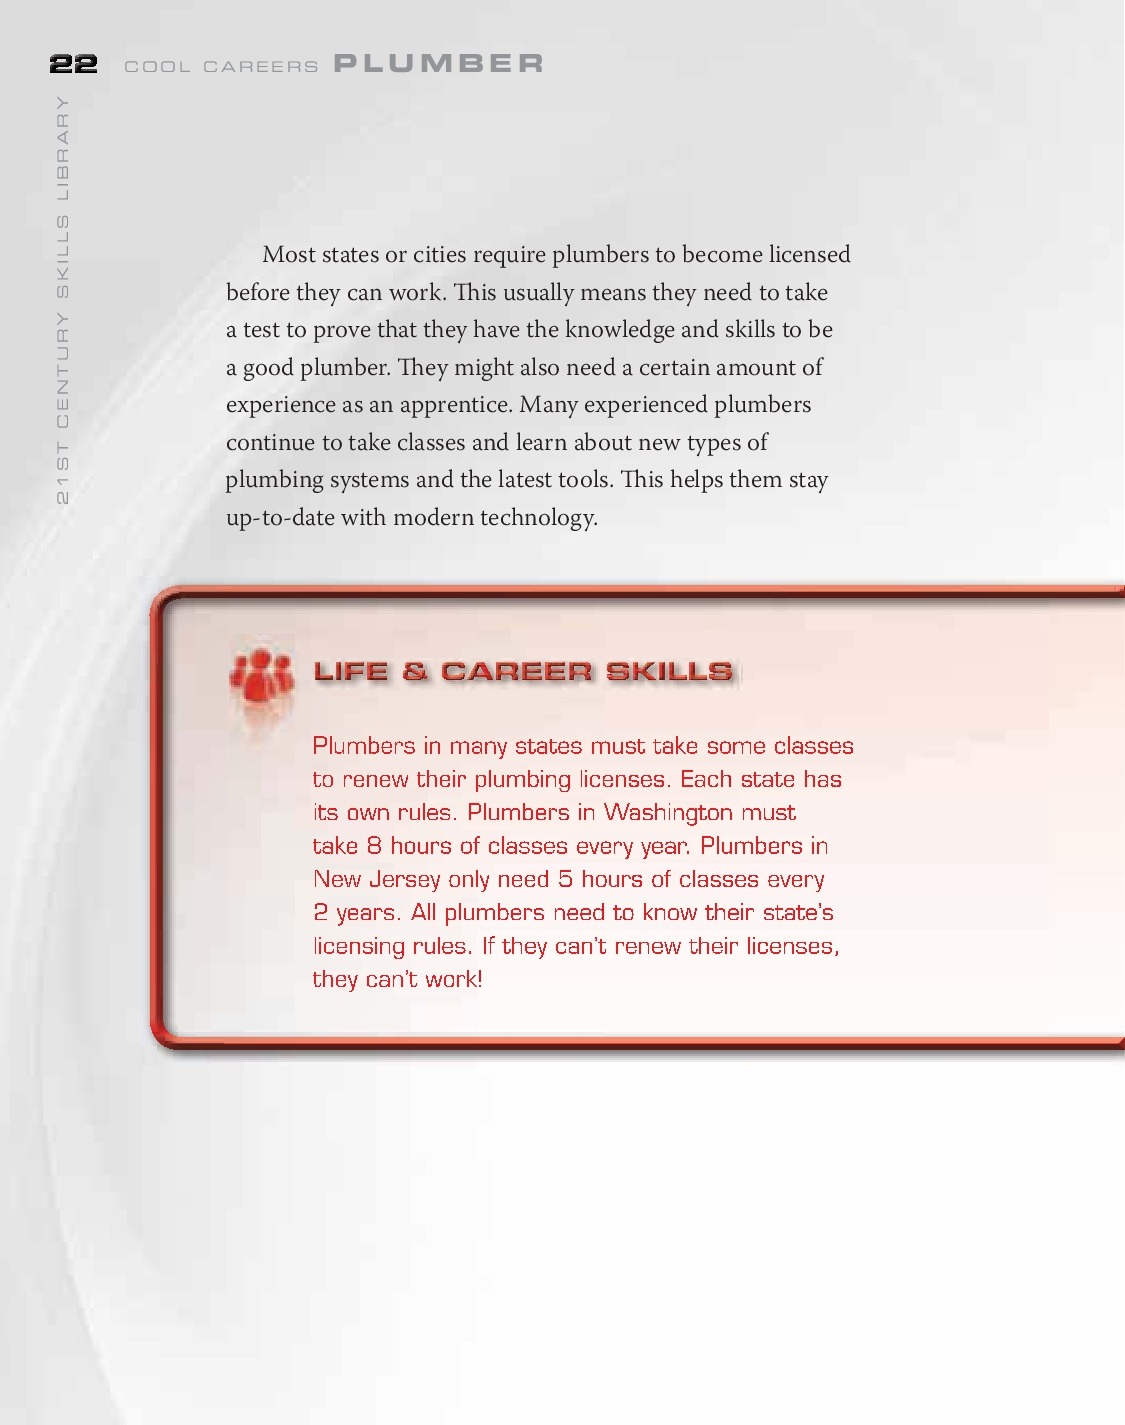 22 COOL CAREERS PLUMBER
21ST CENTURY SKILLS LIBRARY
Most states or cities require plumbers to become licensed
before they can work. This usually means they need to take
a test to prove that they have the knowledge and skills to be
a good plumber. They might also need a certain amount of
experience as an apprentice. Many experienced plumbers
continue to take classes and learn about new types of
plumbing systems and the latest tools. This helps them stay
up-to-date with modern technology.
LIFE & CAREER SKILLS
Plumbers in many states must take some classes
to renew their plumbing licenses. Each state has
its own rules. Plumbers in Washington must
take 8 hours of classes every year. Plumbers in
New Jersey only need 5 hours of classes every
2 years. All plumbers need to know their state's
licensing rules. If they can't renew their licenses,
they can't work!